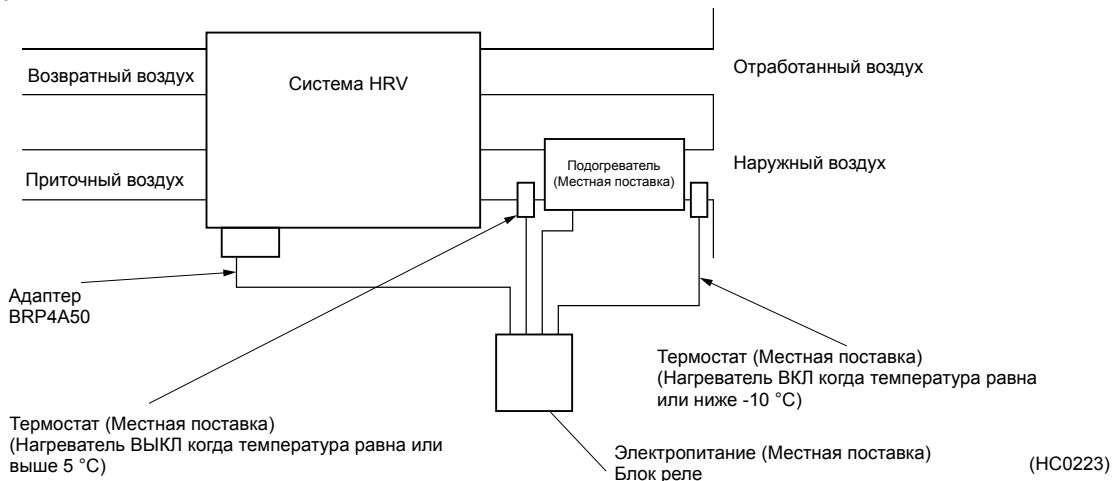 Возвратный воздух
Система HRV
Отработанный воздух
Подогреватель
(Местная поставка)
Наружный воздух
Приточный воздух
Адаптер
BRP4A50
Термостат (Местная поставка)
(Нагреватель ВКЛ когда температура равна
или ниже -10 °C)
Термостат (Местная поставка)
(Нагреватель ВЫКЛ когда температура равна или
выше 5 °C)
Электропитание (Местная поставка)
Блок реле
(HC0223)